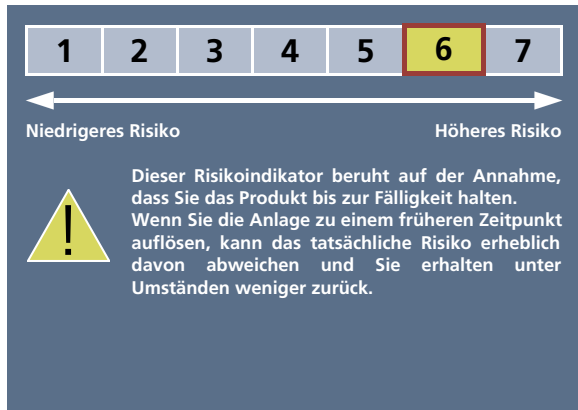 1 2 3 4 5 6 7
Niedrigeres Risiko Höheres Risiko
Dieser Risikoindikator beruht auf der Annahme,
dass Sie das Produkt bis zur Fälligkeit halten.
Wenn Sie die Anlage zu einem früheren Zeitpunkt
auflösen, kann das tatsächliche Risiko erheblich
davon abweichen und Sie erhalten unter
Umständen weniger zurück.
!